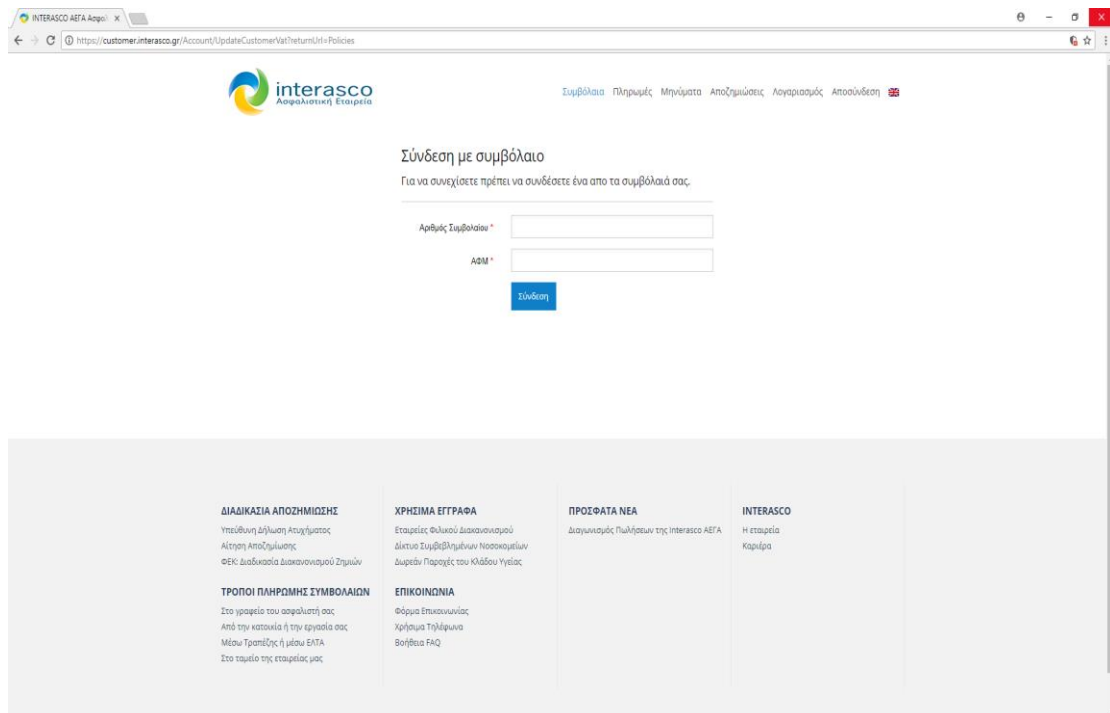 INTERASCO ΑΕΓΑ Ασφαλ
https://customer.interasco.gr/Account/UpdateCustomerVat?returnUrl=Policies
interasco
Ασφαλιστική Εταιρεία
Συμβόλαια Πληρωμές Μηνύματα Αποζημιώσεις Λογαριασμός Αποσύνδεση
Σύνδεση με συμβόλαιο
Για να συνεχίσετε πρέπει να συνδέσετε ένα απο τα συμβόλαιά σας.
Αριθμός Συμβολαίου *
ΑΦΜ *
Σύνδεση
ΔΙΑΔΙΚΑΣΙΑ ΑΠΟΖΗΜΙΩΣΗΣ
Υπεύθυνη Δήλωση Ατυχήματος
Αίτηση Αποζημίωσης
ΦΕΚ: Διαδικασία Διακανονισμού Ζημιών
ΤΡΟΠΟΙ ΠΛΗΡΩΜΗΣ ΣΥΜΒΟΛΑΙΩΝ
Στο γραφείο του ασφαλιστή σας
Από την κατοικία ή την εργασία σας
Μέσω Τραπέζης ή μέσω ΕΛΤΑ
Στο ταμείο της εταιρείας μας
ΧΡΗΣΙΜΑ ΕΓΓΡΑΦΑ
Εταιρείες Φιλικού Διακανονισμού
Δίκτυο Συμβεβλημένων Νοσοκομείων
Δωρεάν Παροχές του Κλάδου Υγείας
ΕΠΙΚΟΙΝΩΝΙΑ
Φόρμα Επικοινωνίας
Χρήσιμα Τηλέφωνα
Βοήθεια FAQ
ΠΡΟΣΦΑΤΑ ΝΕΑ
Διαγωνισμός Πωλήσεων της Interasco ΑΕΓΑ
INTERASCO
Η εταιρεία
Καριέρα